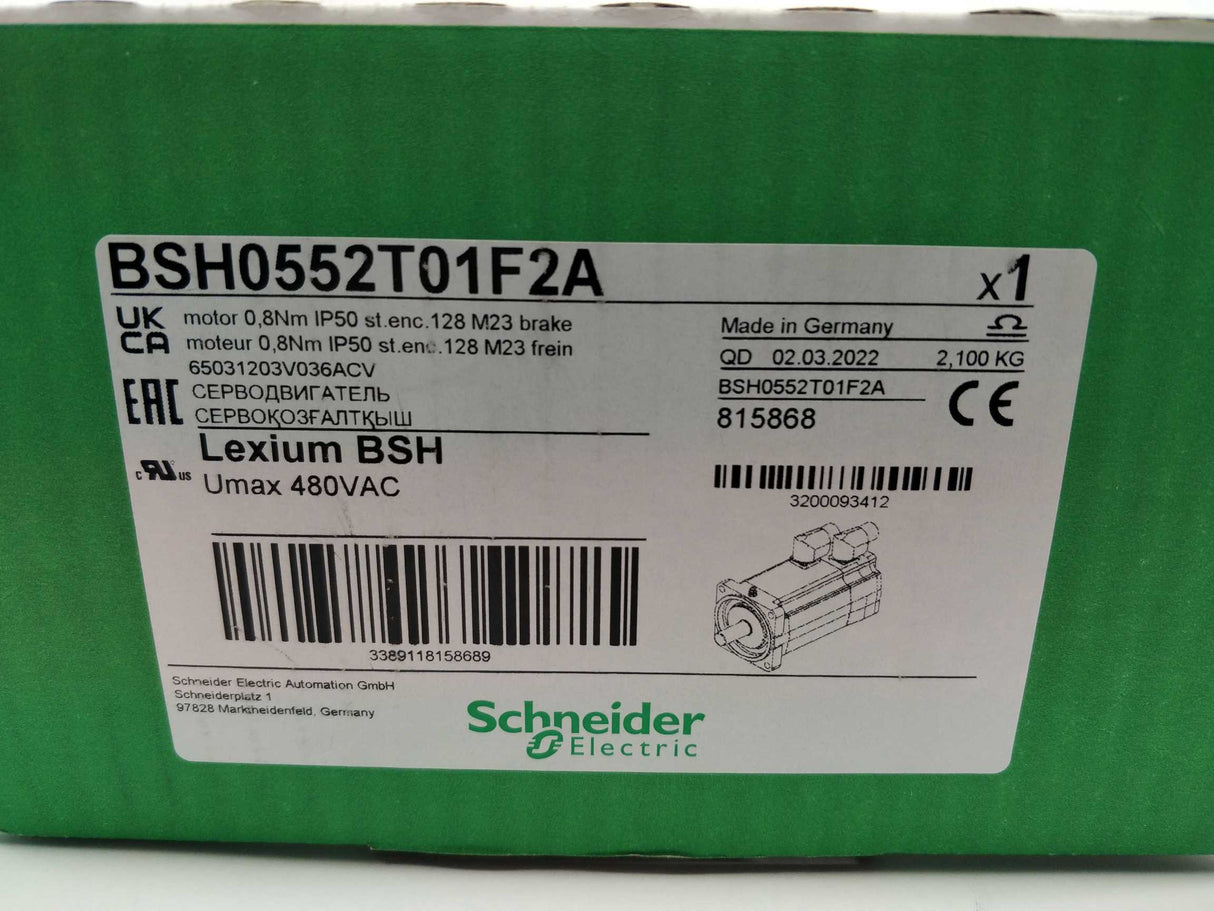 BSH0552T01F2A
x1
UK
CA
motor 0,8Nm IP50 st.enc.128 M23 brake
moteur 0,8Nm IP50 st.enc.128 M23 frein
65031203V036ACV
EAC
СЕРВОДВИГАТЕЛЬ
СЕРВОҚОЗҒАЛТҚЫШ
Lexium BSH
c RU us
Umax 480VAC
3389118158689
Made in Germany
QD 02.03.2022 2,100 KG
BSH0552T01F2A
CE
815868
3200093412
Schneider Electric Automation GmbH
Schneiderplatz 1
97828 Marktheidenfeld, Germany
Schneider
Electric